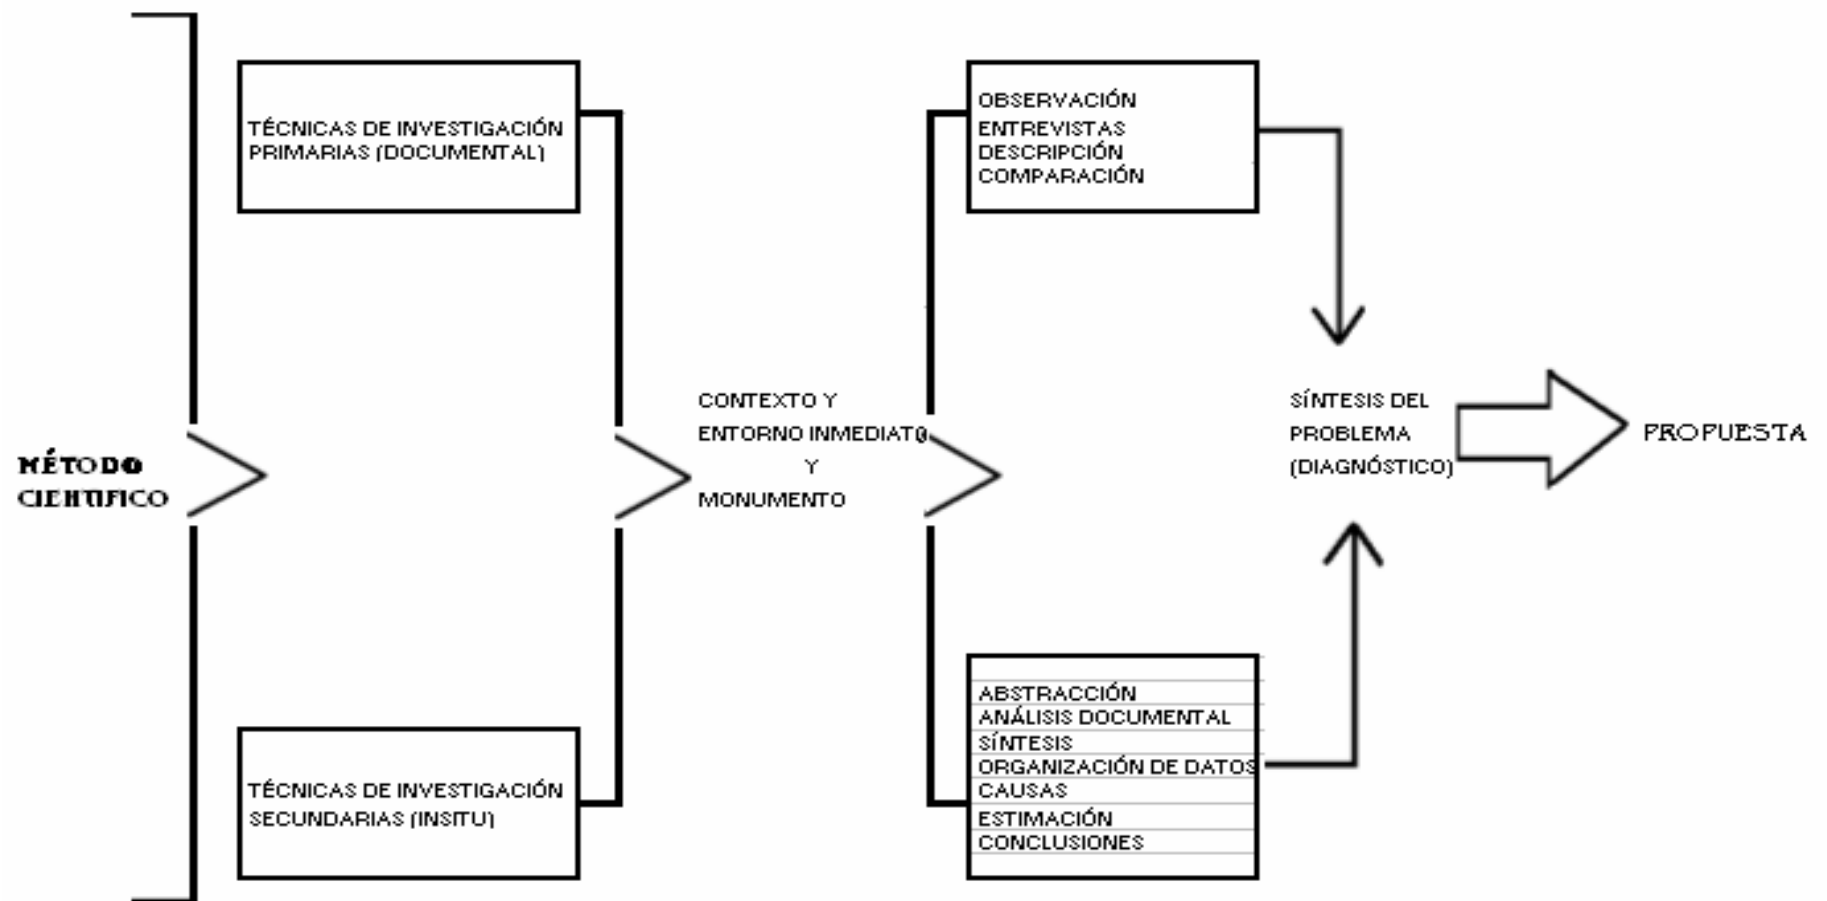 MÉTODO
CIENTIFICO
TÉCNICAS DE INVESTIGACIÓN
PRIMARIAS (DOCUMENTAL)
TÉCNICAS DE INVESTIGACIÓN
SECUNDARIAS (INSITU)
CONTEXTO Y
ENTORNO INMEDIATO
Y
MONUMENTO
OBSERVACIÓN
ENTREVISTAS
DESCRIPCIÓN
COMPARACIÓN
ABSTRACCIÓN
ANÁLISIS DOCUMENTAL
SÍNTESIS
ORGANIZACIÓN DE DATOS
CAUSAS
ESTIMACIÓN
CONCLUSIONES
SÍNTESIS DEL
PROBLEMA
(DIAGNÓSTICO)
PROPUESTA